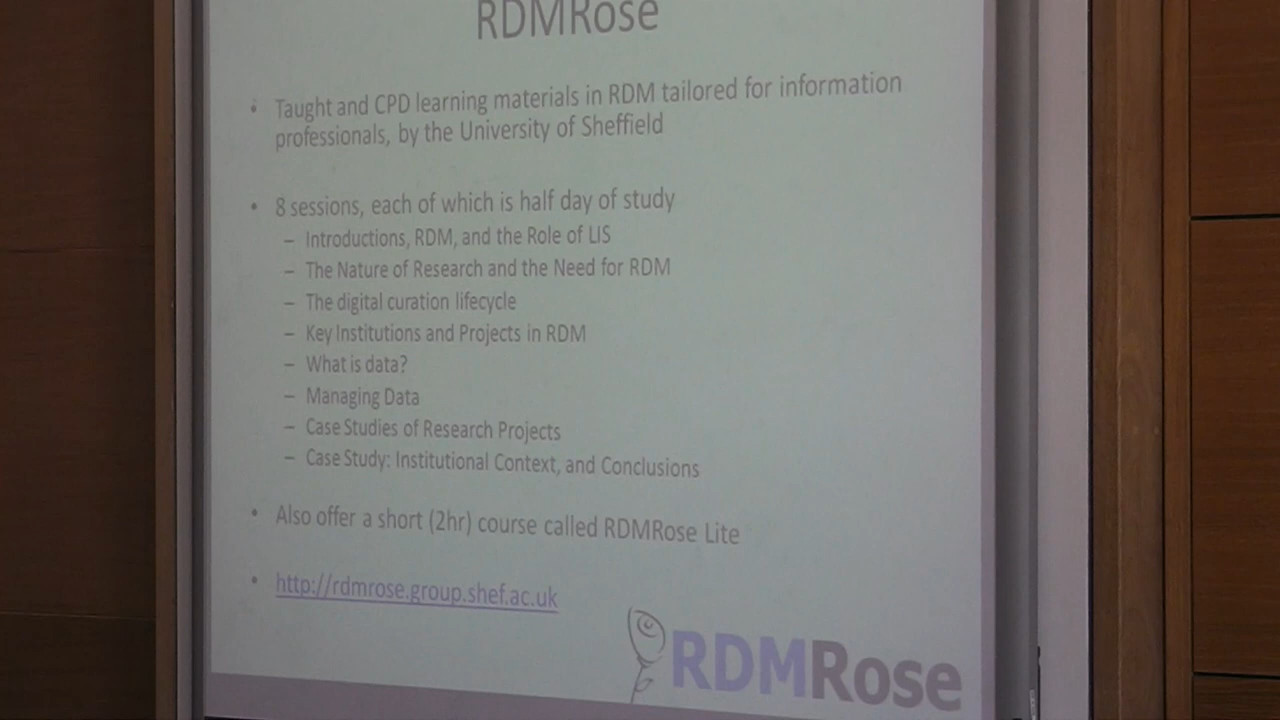 RDMRose
• Taught and CPD learning materials in RDM tailored for information
professionals, by the University of Sheffield
• 8 sessions, each of which is half day of study
– Introductions, RDM, and the Role of LIS
– The Nature of Research and the Need for RDM
– The digital curation lifecycle
– Key Institutions and Projects in RDM
– What is data?
– Managing Data
– Case Studies of Research Projects
– Case Study: Institutional Context, and Conclusions
• Also offer a short (2hr) course called RDMRose Lite
• http://rdmrose.group.shef.ac.uk
RDMRose